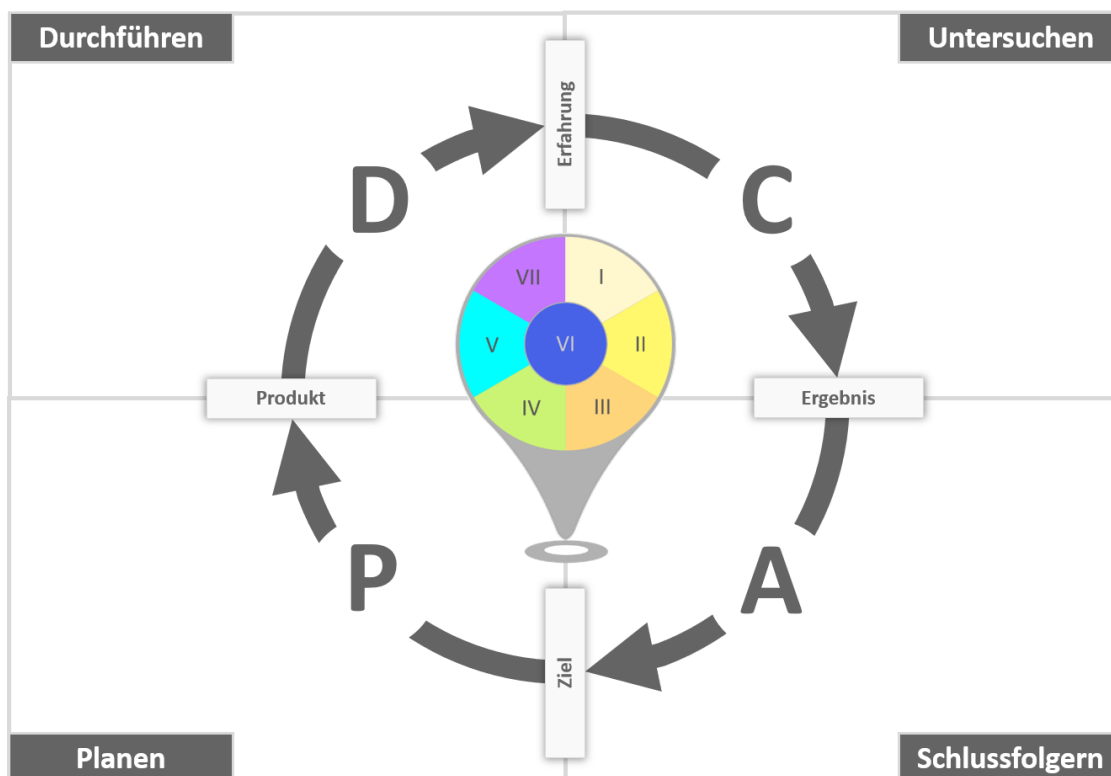 Durchführen
Untersuchen
Erfahrung
D
C
VII
I
V
VI
II
IV
III
Produkt
Ergebnis
P
A
Ziel
Planen
Schlussfolgern